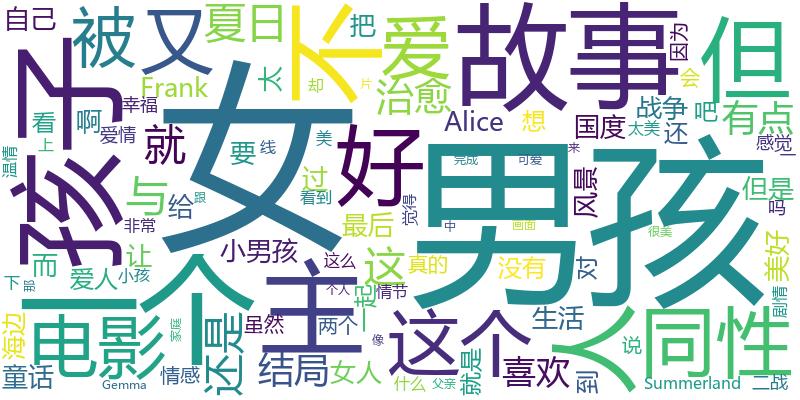 自己
被
又
夏日
不
把
爱
故事
因为
但
孩子
Frank
太
却
片
治愈
会
看
啊
幸福
女
Alice
想
国度
战争
吧
有点
爱情
上
就
要
线
美
好
男孩
还
太美
感觉
一
温情
与
给
跟
过
看到
完成
可爱
来
风景
但是
吗
非常
最后
觉得
中
画面
很美
而
让
小男孩
这么
这
真的
没有
对
美好
下
那
爱人
小孩
一个
主
个人
一起
情节
剧情
海边
电影
家庭
还是
虽然
两个
像
这个
生活
人
同性
说
童话
Gemma
情感
结局
女人
什么
父亲
就是
喜欢
到
Summerland
二战